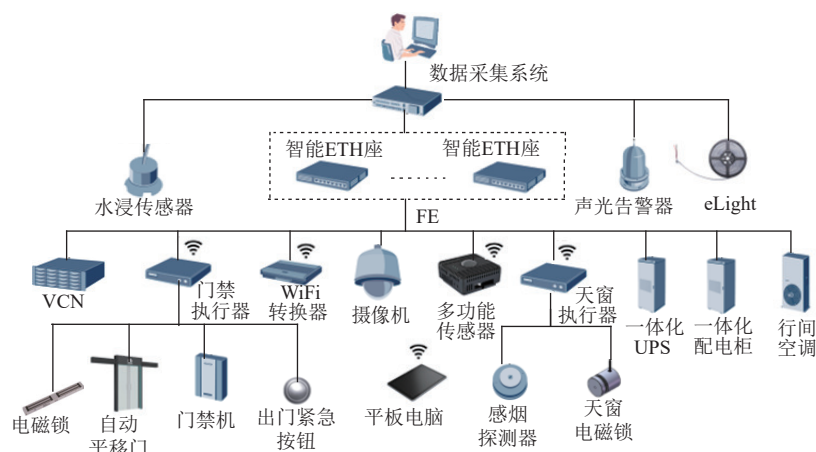 数据采集系统
智能ETH座
智能ETH座
水浸传感器
声光告警器
eLight
FE
VCN
门禁
执行器
WiFi
转换器
摄像机
多功能
传感器
天窗
执行器
一体化
UPS
一体化
配电柜
行间
空调
电磁锁
自动
平移门
门禁机
出门紧急
按钮
平板电脑
感烟
探测器
天窗
电磁锁